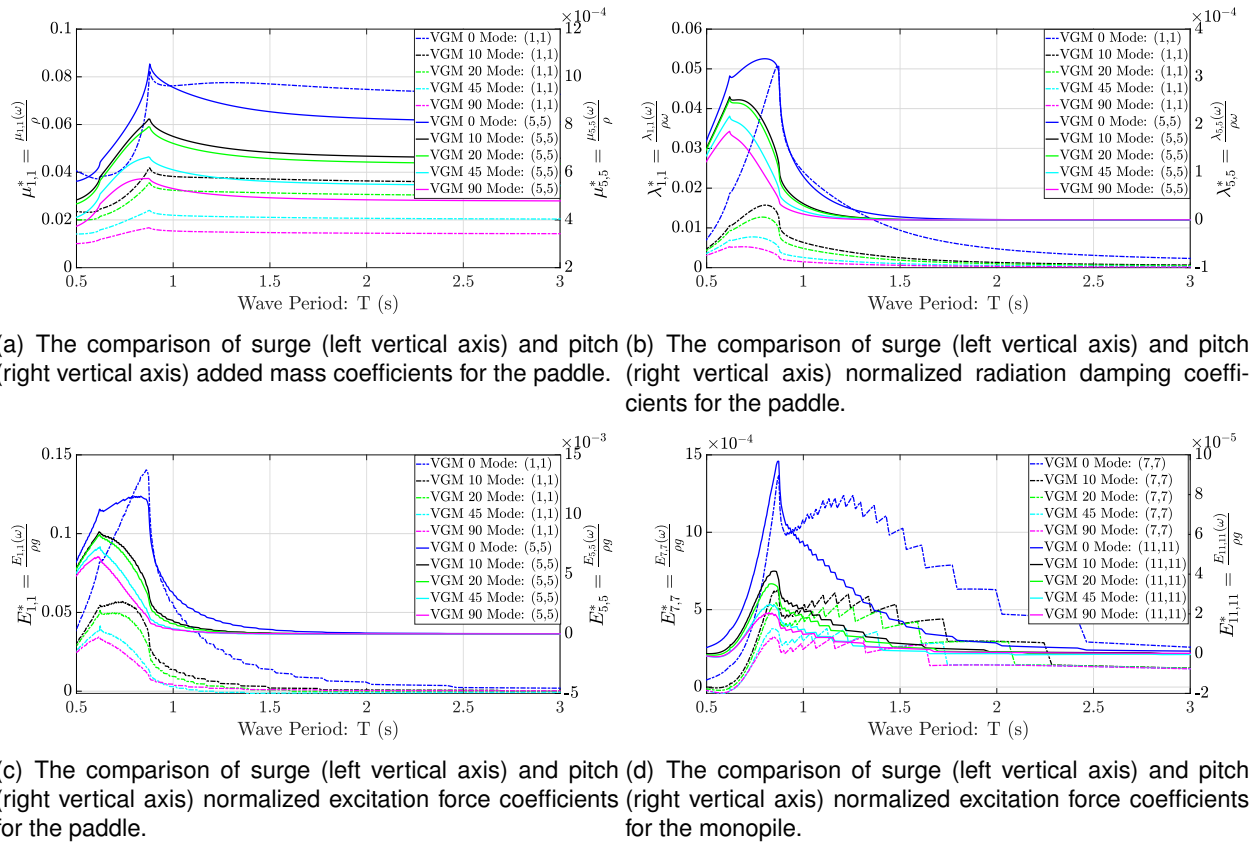 ×10⁻⁴
0.1
0.08
0.06
0.04
0.02
0
12
10
8
6
4
2
VGM 0 Mode: (1,1)
VGM 10 Mode: (1,1)
VGM 20 Mode: (1,1)
VGM 45 Mode: (1,1)
VGM 90 Mode: (1,1)
VGM 0 Mode: (5,5)
VGM 10 Mode: (5,5)
VGM 20 Mode: (5,5)
VGM 45 Mode: (5,5)
VGM 90 Mode: (5,5)
μ*1,1 = μ1,1(ω)/ρ
μ*5,5 = μ5,5(ω)/ρ
0.5 1 1.5 2 2.5 3
Wave Period: T (s)
(a) The comparison of surge (left vertical axis) and pitch
(right vertical axis) added mass coefficients for the paddle.
×10⁻⁴
0.06
0.05
0.04
0.03
0.02
0.01
0
4
3
2
1
0
-1
VGM 0 Mode: (1,1)
VGM 10 Mode: (1,1)
VGM 20 Mode: (1,1)
VGM 45 Mode: (1,1)
VGM 90 Mode: (1,1)
VGM 0 Mode: (5,5)
VGM 10 Mode: (5,5)
VGM 20 Mode: (5,5)
VGM 45 Mode: (5,5)
VGM 90 Mode: (5,5)
λ*1,1 = λ1,1(ω)/ρω
λ*5,5 = λ5,5(ω)/ρω
0.5 1 1.5 2 2.5 3
Wave Period: T (s)
(b) The comparison of surge (left vertical axis) and pitch
(right vertical axis) normalized radiation damping coeffi-
cients for the paddle.
×10⁻³
0.15
0.1
0.05
0
15
10
5
0
-5
VGM 0 Mode: (1,1)
VGM 10 Mode: (1,1)
VGM 20 Mode: (1,1)
VGM 45 Mode: (1,1)
VGM 90 Mode: (1,1)
VGM 0 Mode: (5,5)
VGM 10 Mode: (5,5)
VGM 20 Mode: (5,5)
VGM 45 Mode: (5,5)
VGM 90 Mode: (5,5)
E*1,1 = E1,1(ω)/ρg
E*5,5 = E5,5(ω)/ρg
0.5 1 1.5 2 2.5 3
Wave Period: T (s)
(c) The comparison of surge (left vertical axis) and pitch
(right vertical axis) normalized excitation force coefficients
for the paddle.
×10⁻⁴
×10⁻⁵
15
10
5
0
10
8
6
4
2
0
-2
VGM 0 Mode: (7,7)
VGM 10 Mode: (7,7)
VGM 20 Mode: (7,7)
VGM 45 Mode: (7,7)
VGM 90 Mode: (7,7)
VGM 0 Mode: (11,11)
VGM 10 Mode: (11,11)
VGM 20 Mode: (11,11)
VGM 45 Mode: (11,11)
VGM 90 Mode: (11,11)
E*7,7 = E7,7(ω)/ρg
E*11,11 = E11,11(ω)/ρg
0.5 1 1.5 2 2.5 3
Wave Period: T (s)
(d) The comparison of surge (left vertical axis) and pitch
(right vertical axis) normalized excitation force coefficients
for the monopile.